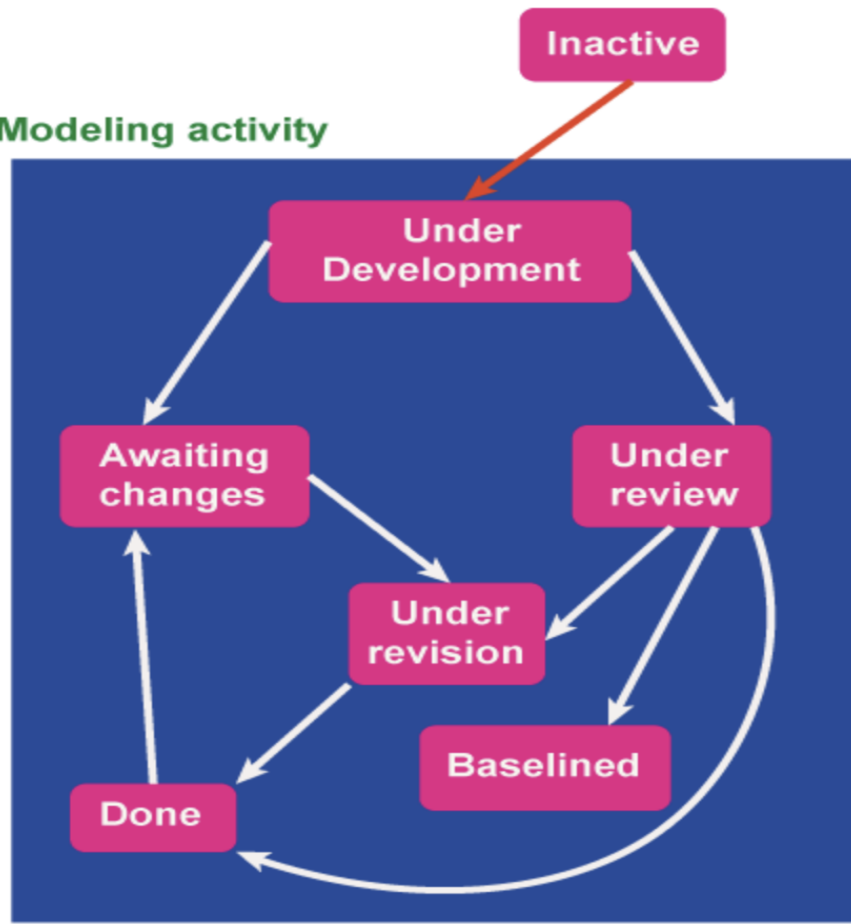 Inactive
Modeling activity
Under
Development
Awaiting
changes
Under
review
Under
revision
Baselined
Done